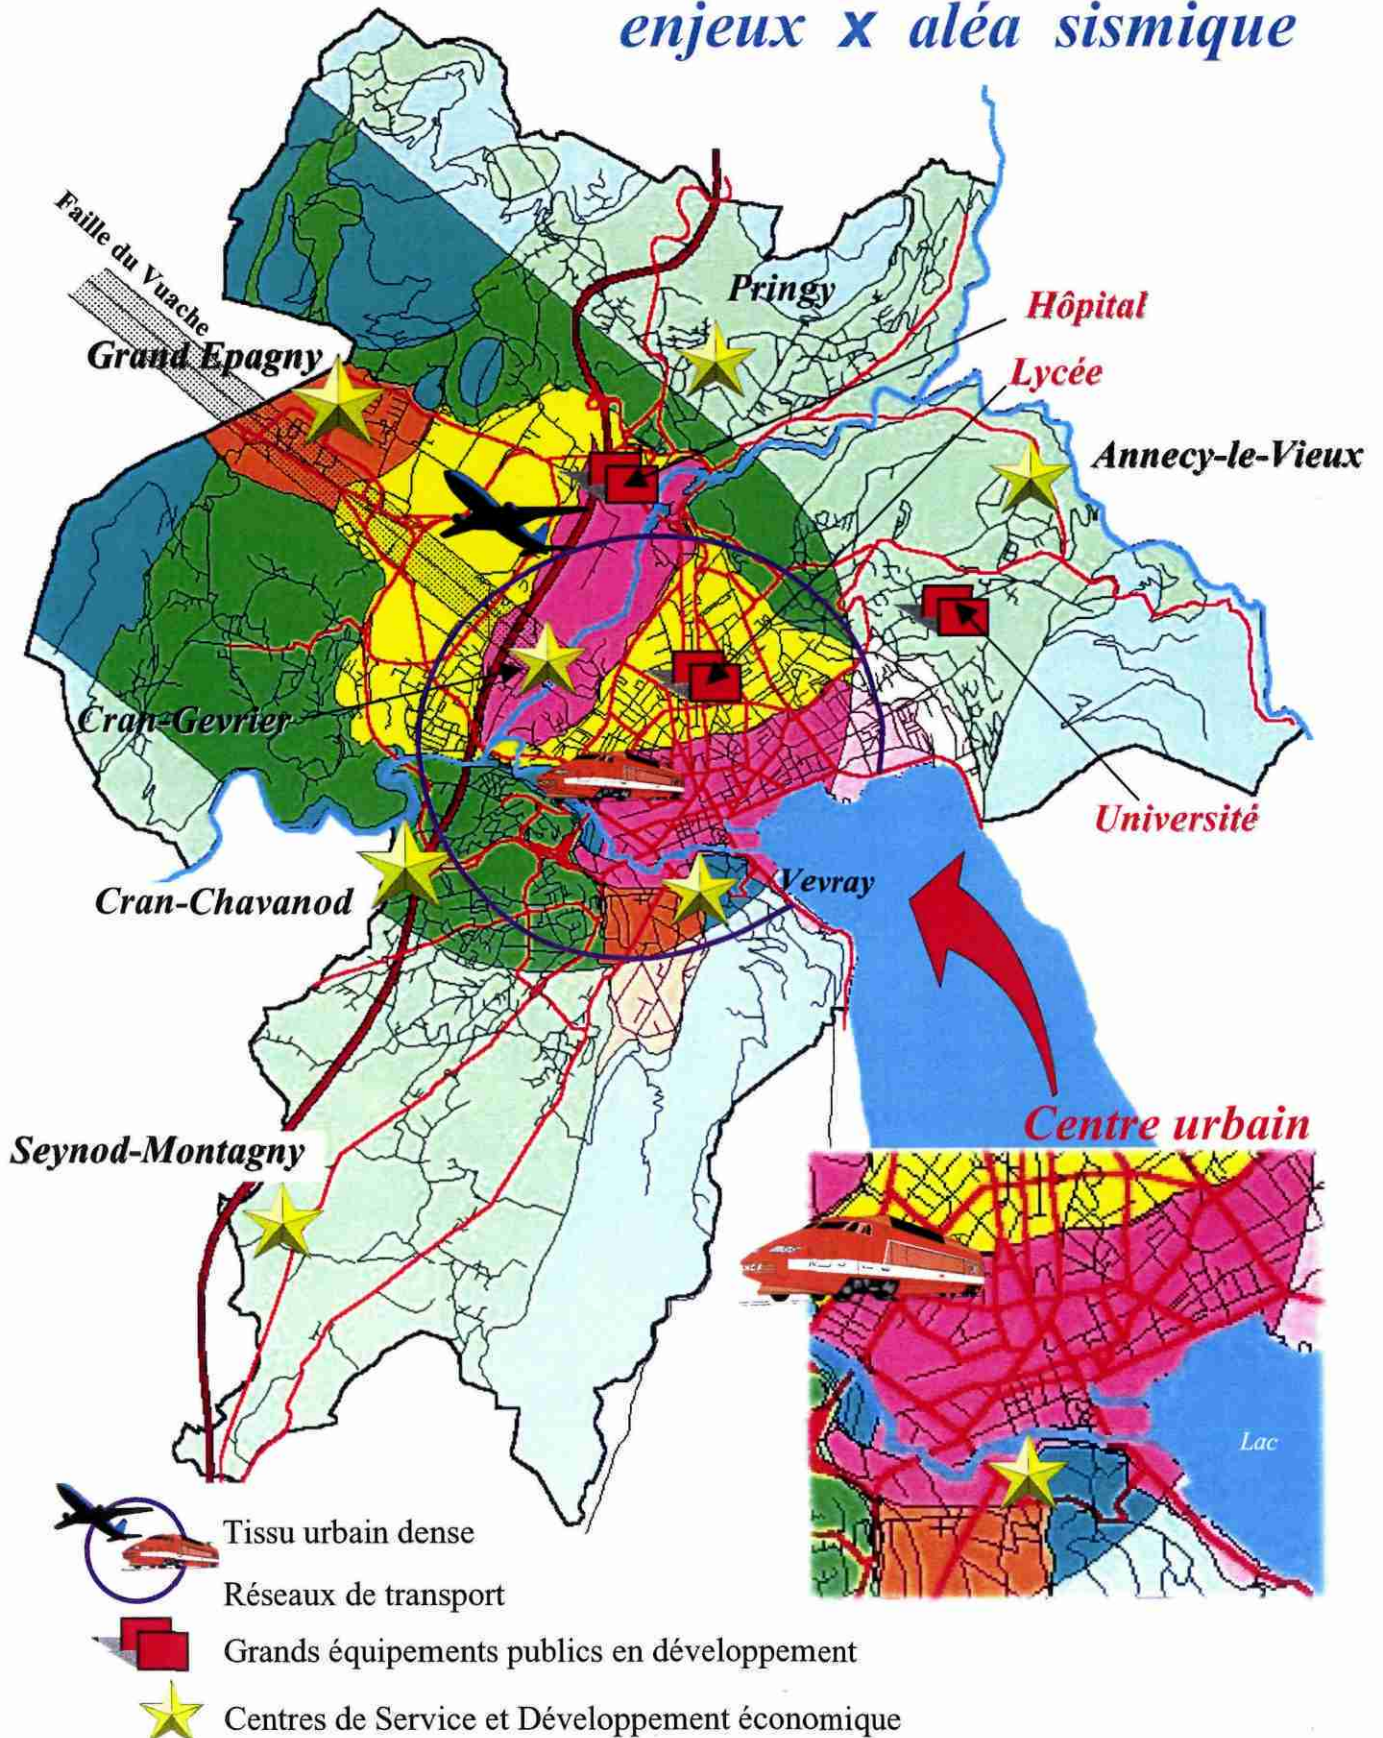 enjeux x aléa sismique
Faille du Vuache
Pringy
Hôpital
Grand Epagny
Lycée
Annecy-le-Vieux
Cran-Gevrier
Université
Cran-Chavanod
Vevray
Centre urbain
Seynod-Montagny
Lac
Tissu urbain dense
Réseaux de transport
Grands équipements publics en développement
Centres de Service et Développement économique